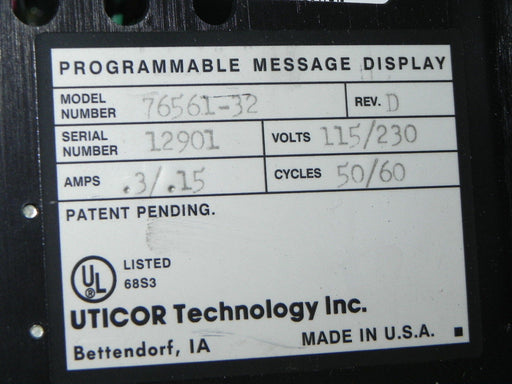 PROGRAMMABLE MESSAGE DISPLAY
MODEL NUMBER 76561-32 REV. D
SERIAL NUMBER 12901 VOLTS 115/230
AMPS .3/.15 CYCLES 50/60
PATENT PENDING.
UL ® LISTED 68S3
UTICOR Technology Inc.
Bettendorf, IA MADE IN U.S.A.